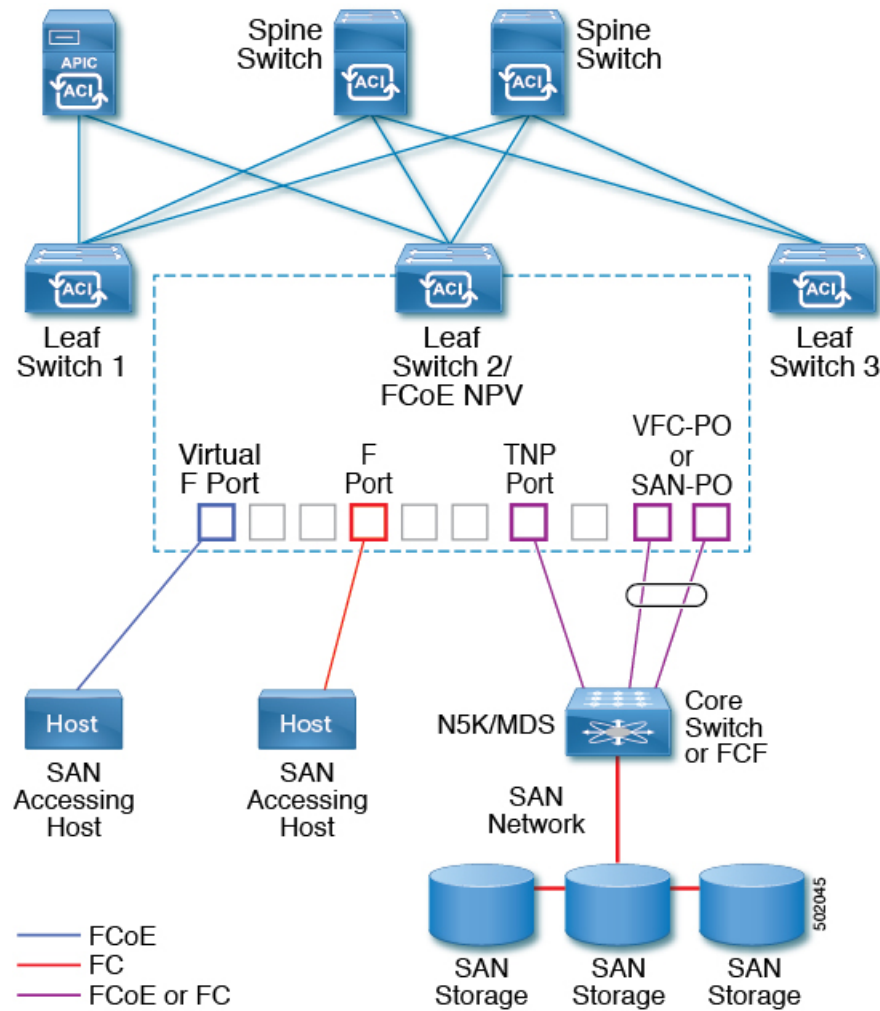 Spine
Switch
Spine
Switch
APIC
ACI
ACI
ACI
ACI
ACI
ACI
Leaf
Switch 1
Leaf
Switch 2/
FCoE NPV
Leaf
Switch 3
Virtual
F Port
F
Port
TNP
Port
VFC-PO
or
SAN-PO
Host
SAN
Accessing
Host
Host
SAN
Accessing
Host
N5K/MDS
Core
Switch
or FCF
SAN
Network
SAN
Storage
SAN
Storage
SAN
Storage
502045
FCoE
FC
FCoE or FC